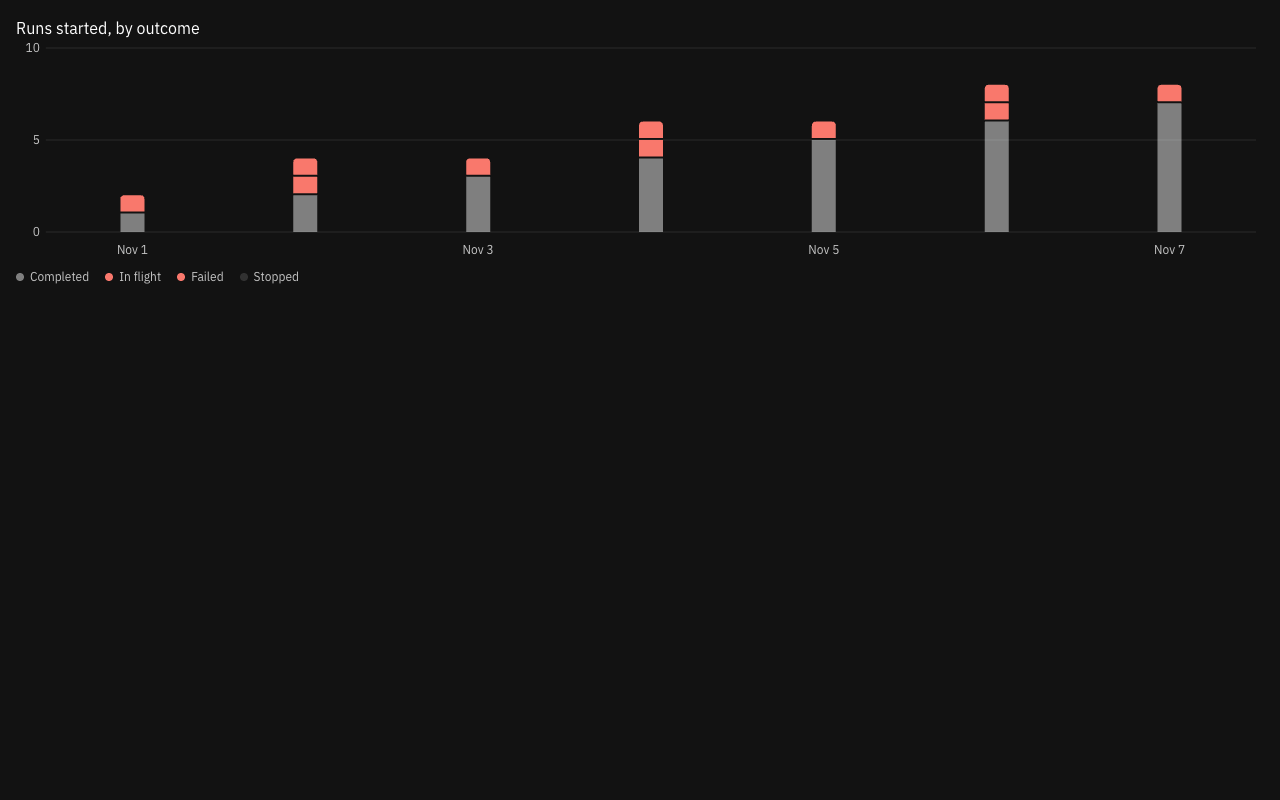 Runs started, by outcome
10
5
0
Nov 1 Nov 3 Nov 5 Nov 7
Completed In flight Failed Stopped